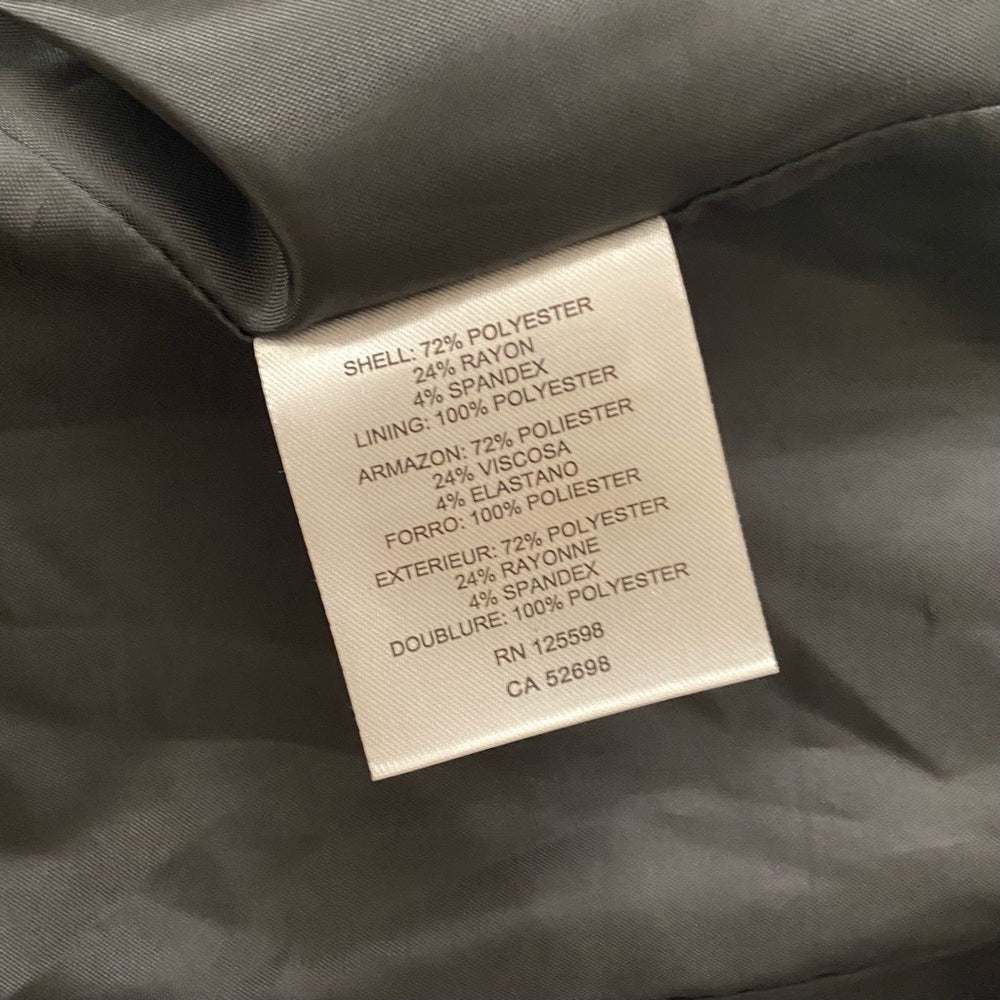 SHELL: 72% POLYESTER
24% RAYON
4% SPANDEX
LINING: 100% POLYESTER
ARMAZON: 72% POLIESTER
24% VISCOSA
4% ELASTANO
FORRO: 100% POLIESTER
EXTERIEUR: 72% POLYESTER
24% RAYONNE
4% SPANDEX
DOUBLURE: 100% POLYESTER
RN 125598
CA 52698